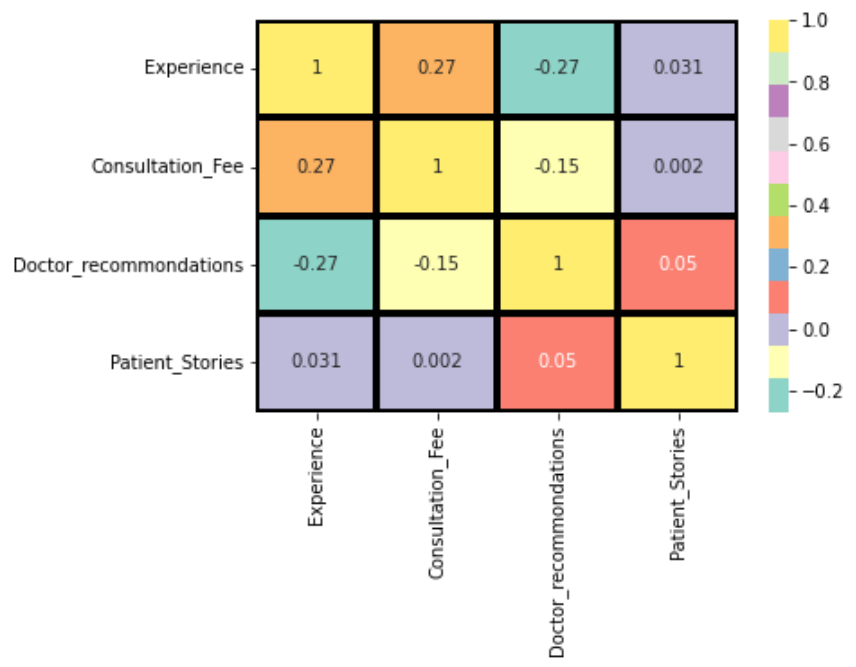 Experience 1 0.27 -0.27 0.031
Consultation_Fee 0.27 1 -0.15 0.002
Doctor_recommondations -0.27 -0.15 1 0.05
Patient_Stories 0.031 0.002 0.05 1
Experience
Consultation_Fee
Doctor_recommondations
Patient_Stories
1.0
0.8
0.6
0.4
0.2
0.0
−0.2